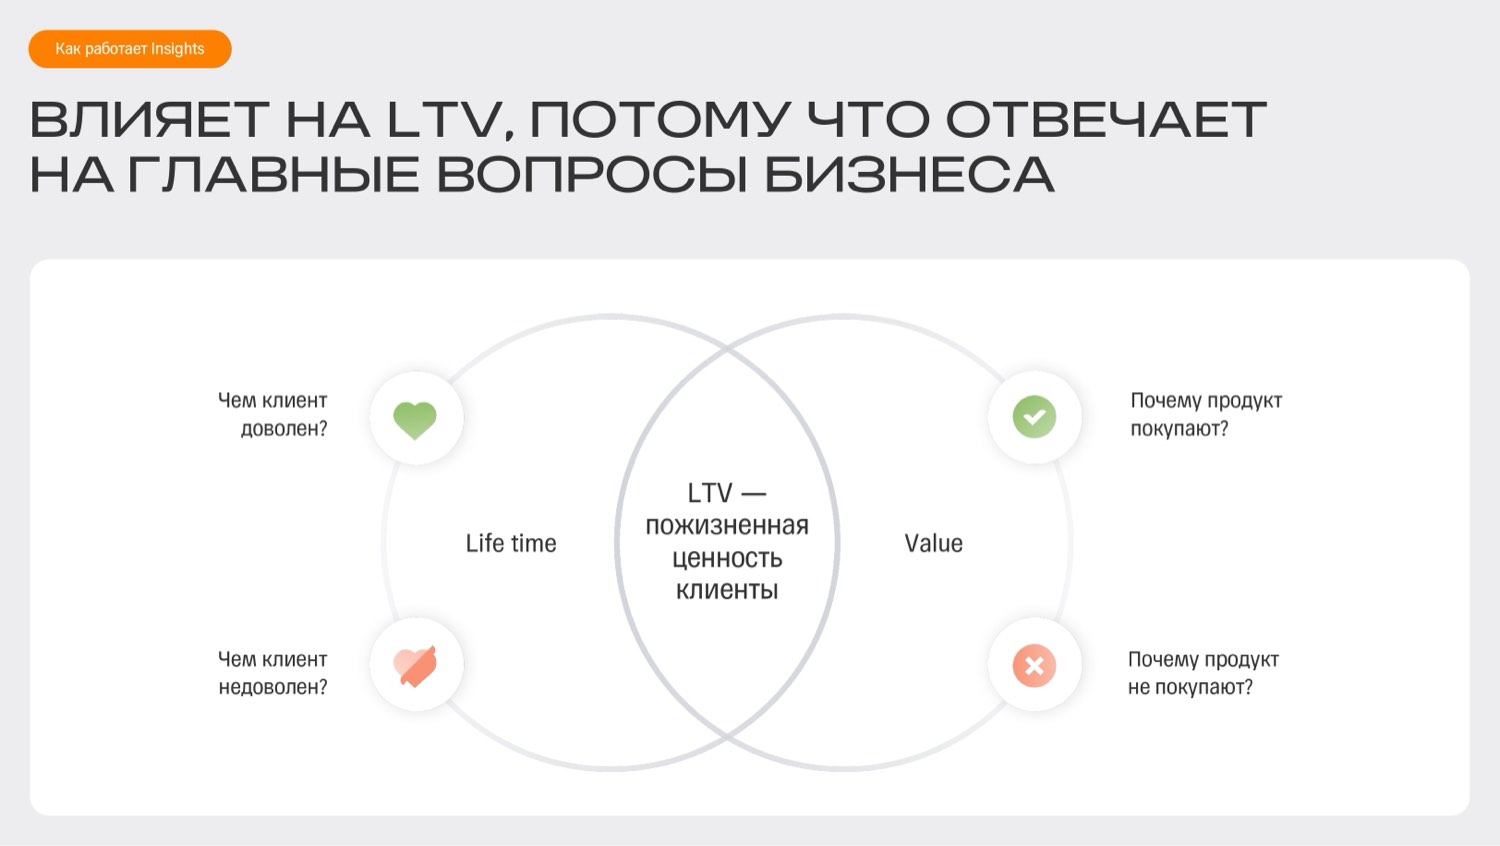 Как работает Insights
ВЛИЯЕТ НА LTV, ПОТОМУ ЧТО ОТВЕЧАЕТ
НА ГЛАВНЫЕ ВОПРОСЫ БИЗНЕСА
Чем клиент
доволен?
Почему продукт
покупают?
Life time
LTV —
пожизненная
ценность
клиенты
Value
Чем клиент
недоволен?
Почему продукт
не покупают?